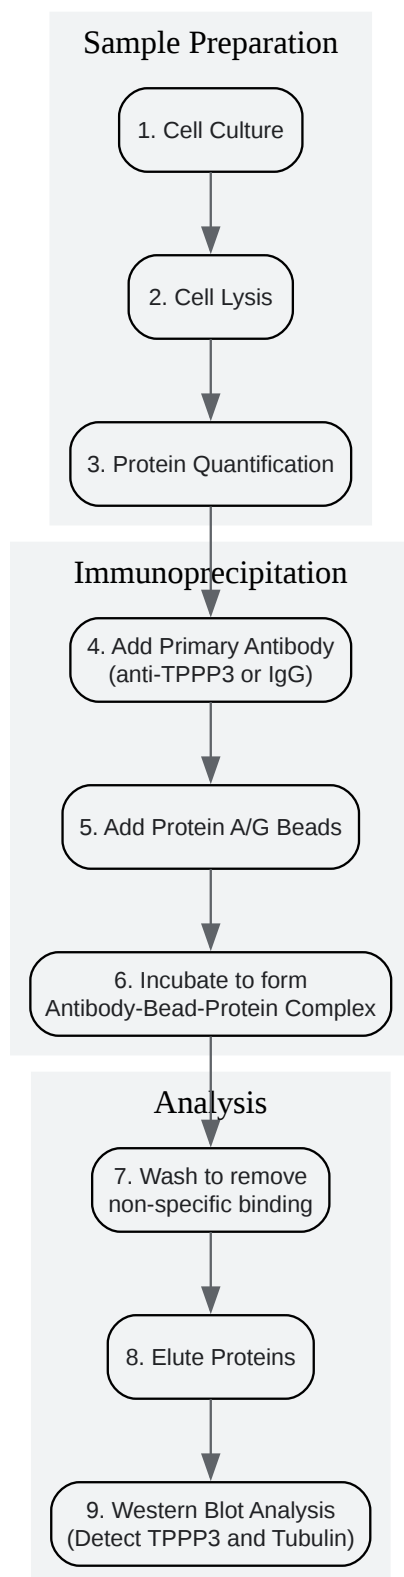 Sample Preparation
1. Cell Culture
2. Cell Lysis
3. Protein Quantification
Immunoprecipitation
4. Add Primary Antibody
(anti-TPPP3 or IgG)
5. Add Protein A/G Beads
6. Incubate to form
Antibody-Bead-Protein Complex
Analysis
7. Wash to remove
non-specific binding
8. Elute Proteins
9. Western Blot Analysis
(Detect TPPP3 and Tubulin)